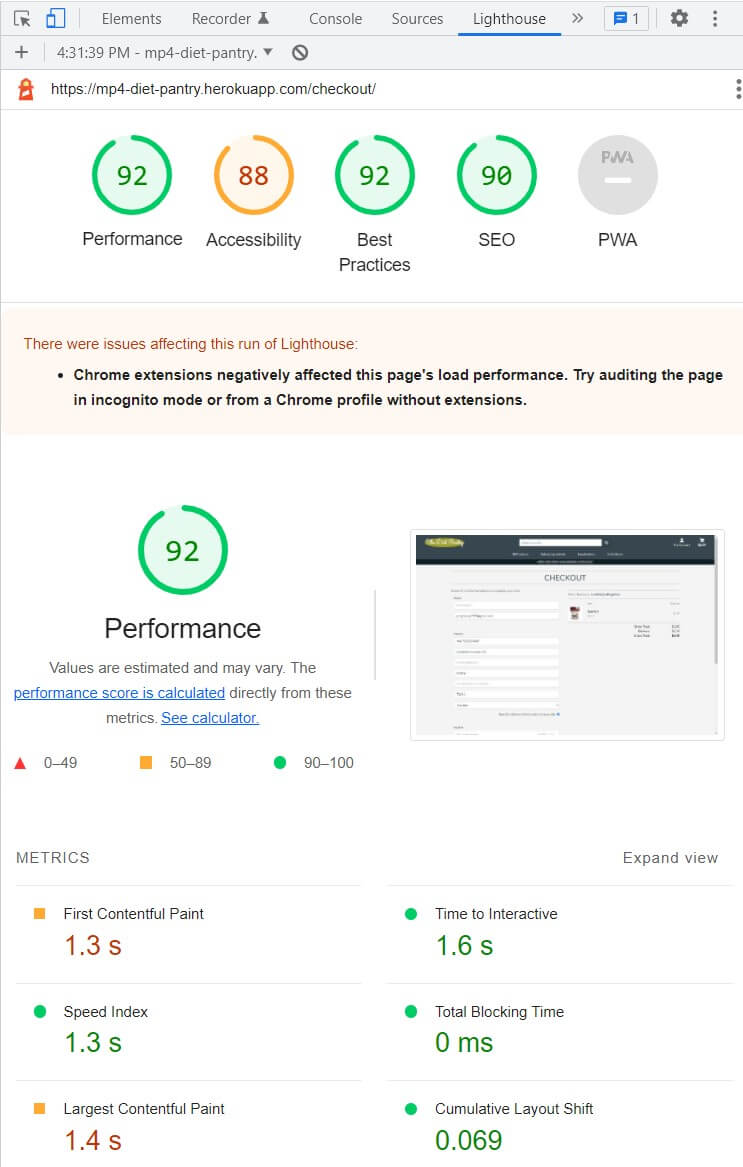 Elements Recorder Console Sources Lighthouse 1
4:31:39 PM - mp4-diet-pantry.
https://mp4-diet-pantry.herokuapp.com/checkout/
92 88 92 90 PWA
Performance Accessibility Best Practices SEO PWA
There were issues affecting this run of Lighthouse:
• Chrome extensions negatively affected this page's load performance. Try auditing the page
in incognito mode or from a Chrome profile without extensions.
92
Performance
Values are estimated and may vary. The
performance score is calculated directly from these
metrics. See calculator.
0–49 50–89 90–100
CHECKOUT
METRICS Expand view
First Contentful Paint
1.3 s
Time to Interactive
1.6 s
Speed Index
1.3 s
Total Blocking Time
0 ms
Largest Contentful Paint
1.4 s
Cumulative Layout Shift
0.069